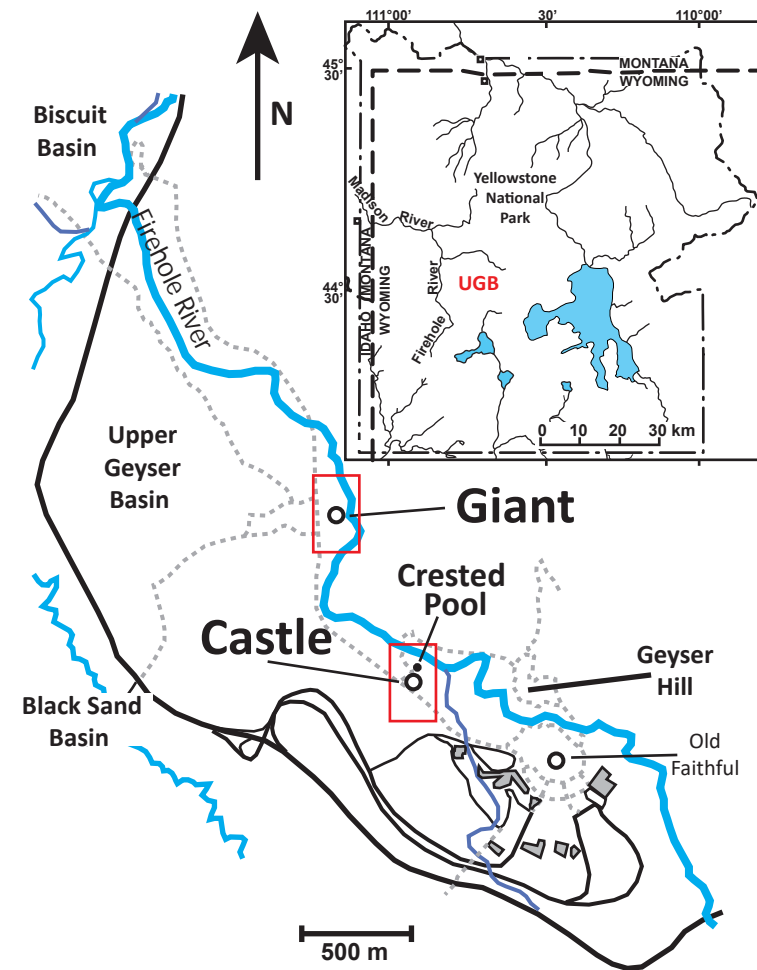 111°00'
30'
110°00'
45°
30'
MONTANA
WYOMING
N
Biscuit
Basin
Yellowstone
National
Park
Madison River
Firehole River
IDAHO
MONTANA
WYOMING
UGB
Firehole River
44°
30'
0 10 20 30 km
Upper
Geyser
Basin
Giant
Crested
Pool
Castle
Geyser
Hill
Black Sand
Basin
Old
Faithful
500 m